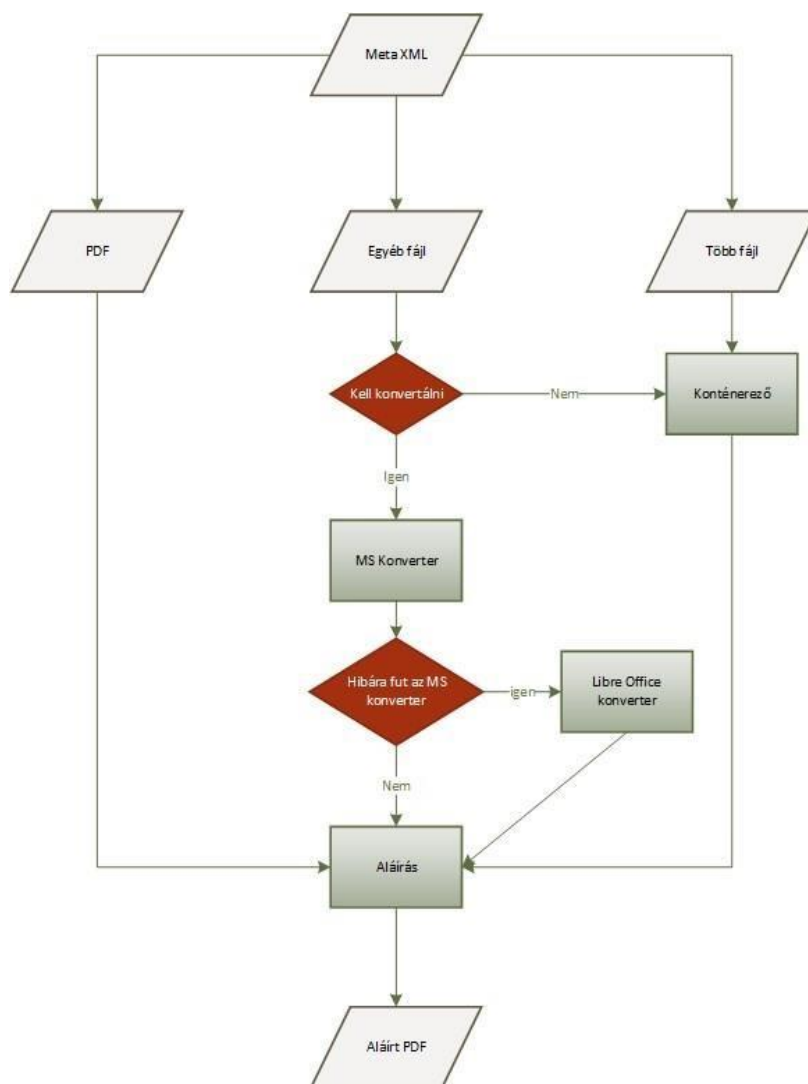 Meta XML
PDF
Egyéb fájl
Több fájl
Kell konvertálni
Nem
Konténerező
Igen
MS Konverter
Hibára fut az MS
konverter
igen
Libre Office
konverter
Nem
Aláírás
Aláírt PDF